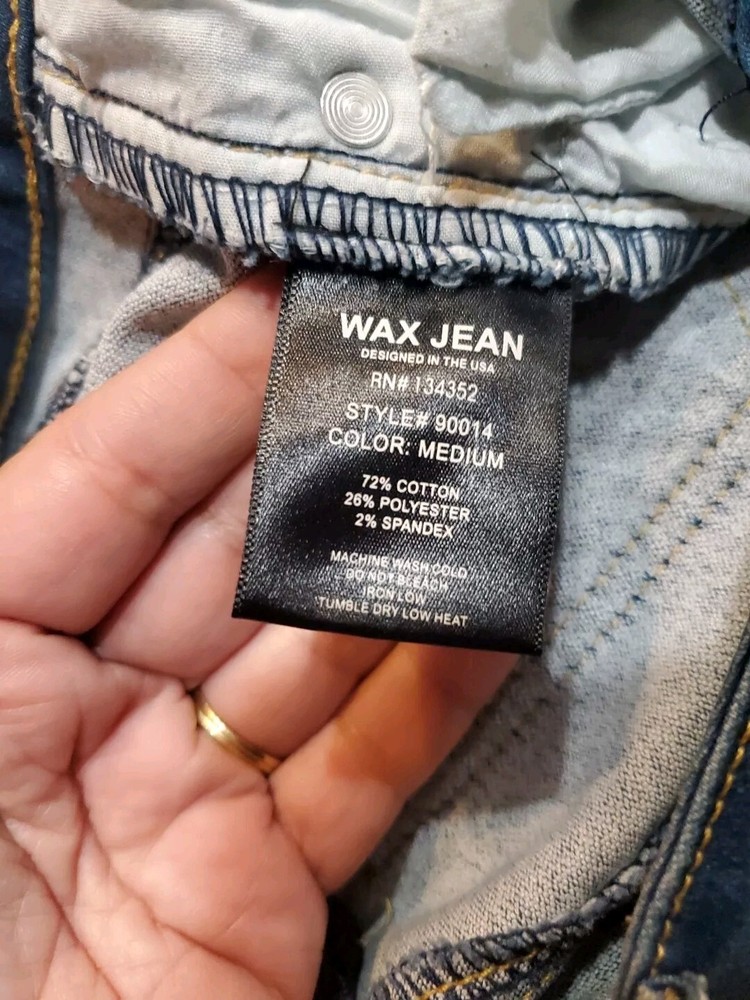 WAX JEAN
DESIGNED IN THE USA
RN# 134352
STYLE# 90014
COLOR: MEDIUM
72% COTTON
26% POLYESTER
2% SPANDEX
MACHINE WASH COLD
DO NOT BLEACH
IRON LOW
TUMBLE DRY LOW HEAT